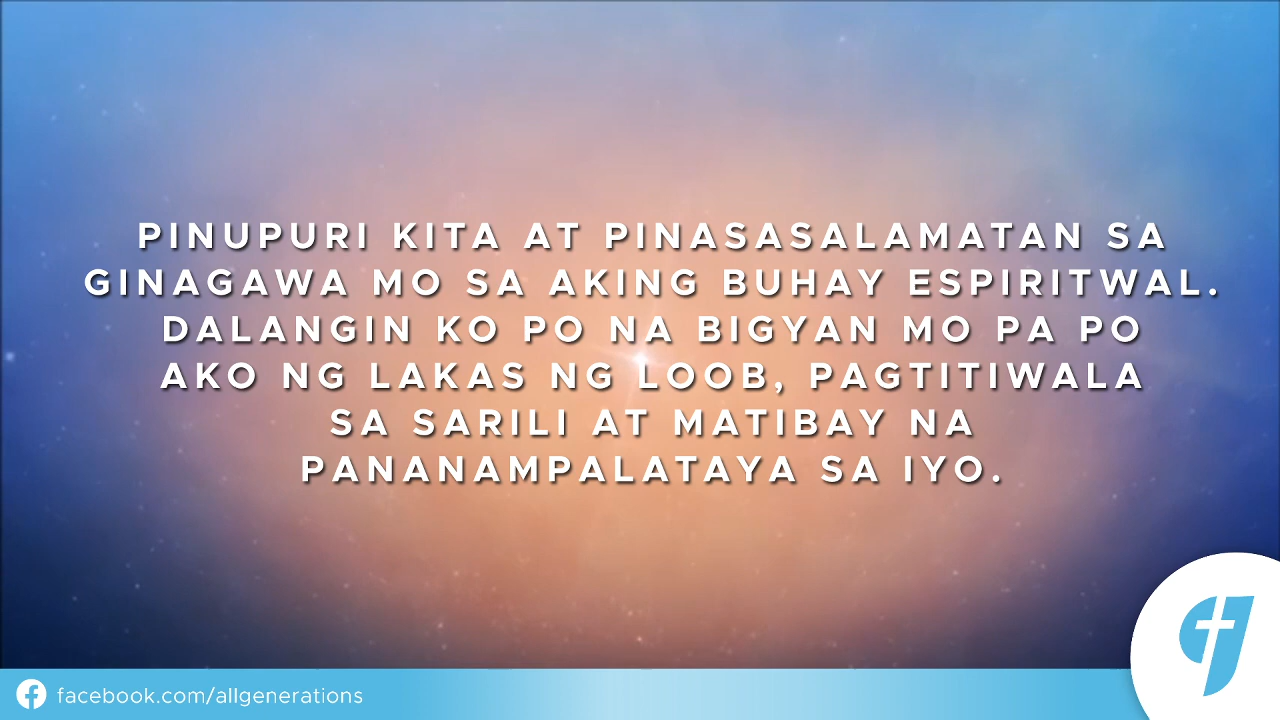 PINUPURI KITA AT PINASASALAMATAN SA
GINAGAWA MO SA AKING BUHAY ESPIRITWAL.
DALANGIN KO PO NA BIGYAN MO PA PO
AKO NG LAKAS NG LOOB, PAGTITIWALA
SA SARILI AT MATIBAY NA
PANANAMPALATAYA SA IYO.
facebook.com/allgenerations